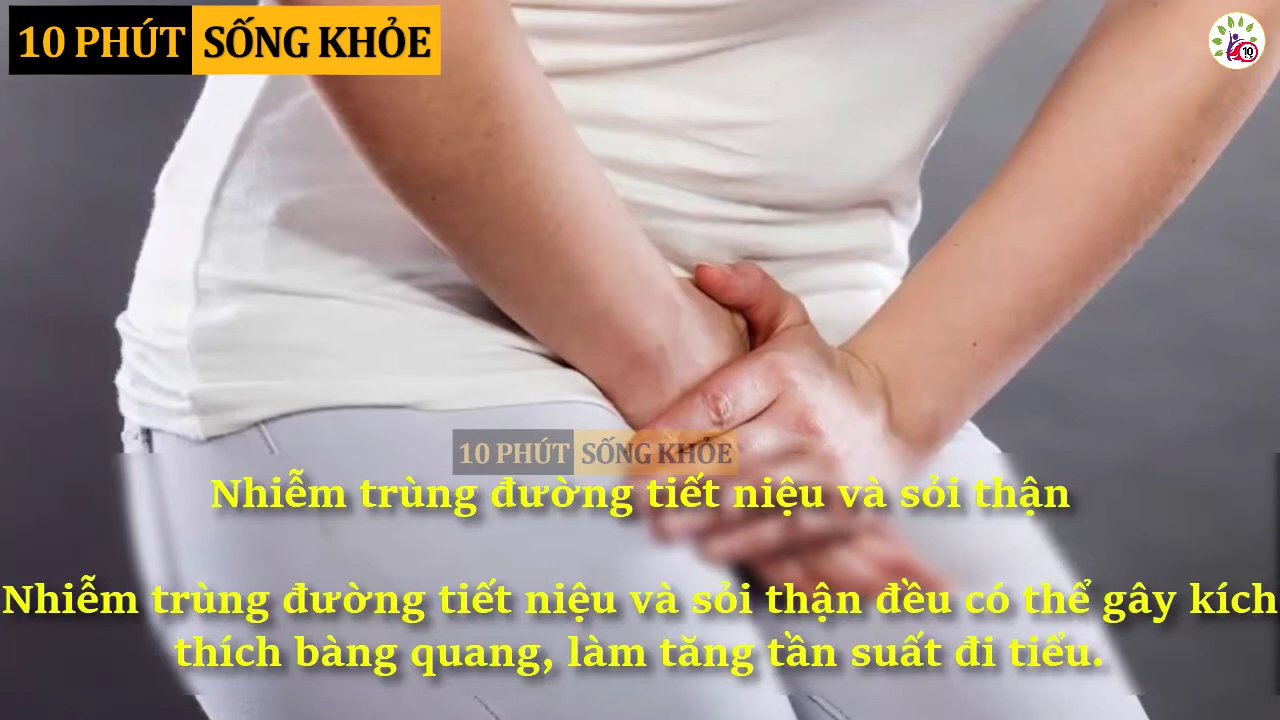 10 PHÚT SỐNG KHỎE
10
10 PHÚT SỐNG KHỎE
Nhiễm trùng đường tiết niệu và sỏi thận
Nhiễm trùng đường tiết niệu và sỏi thận đều có thể gây kích
thích bàng quang, làm tăng tần suất đi tiểu.